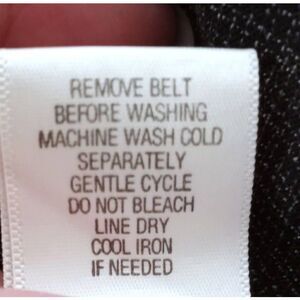 REMOVE BELT
BEFORE WASHING
MACHINE WASH COLD
SEPARATELY
GENTLE CYCLE
DO NOT BLEACH
LINE DRY
COOL IRON
IF NEEDED